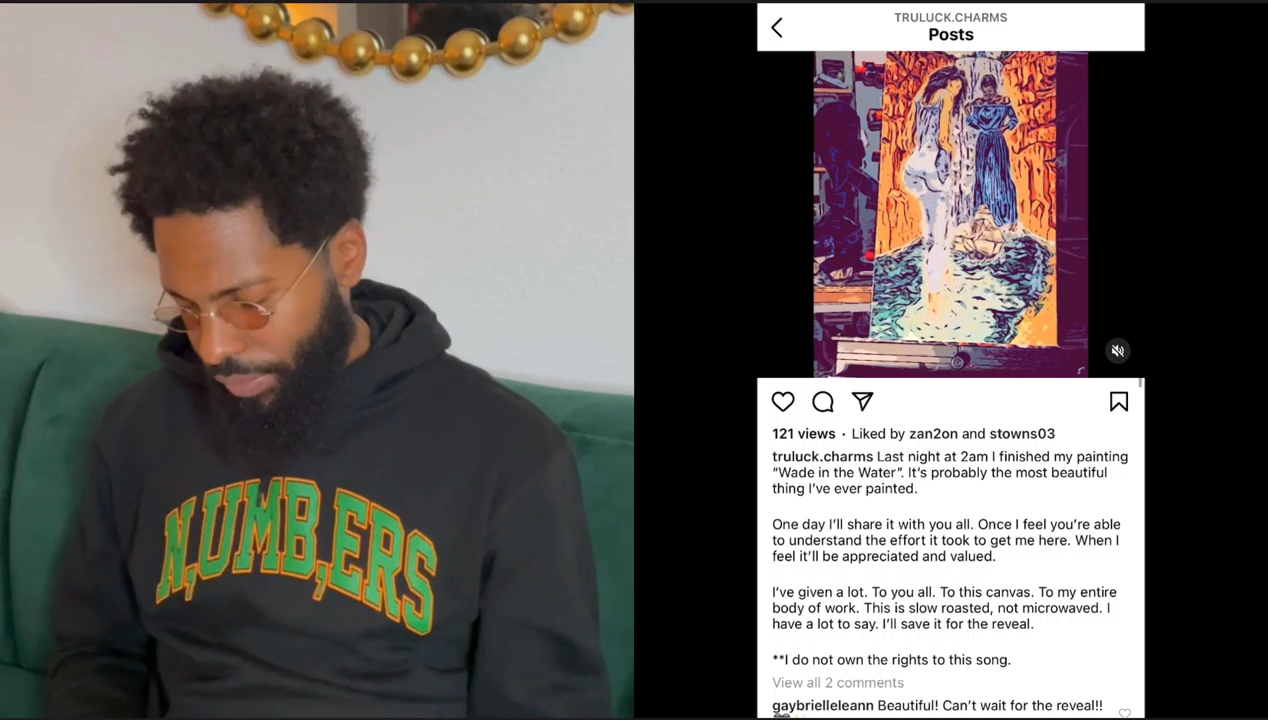 N,UMB,ERS
TRULUCK.CHARMS
Posts
121 views · Liked by zan2on and stowns03
truluck.charms Last night at 2am I finished my painting
“Wade in the Water”. It’s probably the most beautiful
thing I’ve ever painted.
One day I’ll share it with you all. Once I feel you’re able
to understand the effort it took to get me here. When I
feel it’ll be appreciated and valued.
I’ve given a lot. To you all. To this canvas. To my entire
body of work. This is slow roasted, not microwaved. I
have a lot to say. I’ll save it for the reveal.
**I do not own the rights to this song.
View all 2 comments
gaybrielleleann Beautiful! Can’t wait for the reveal!!